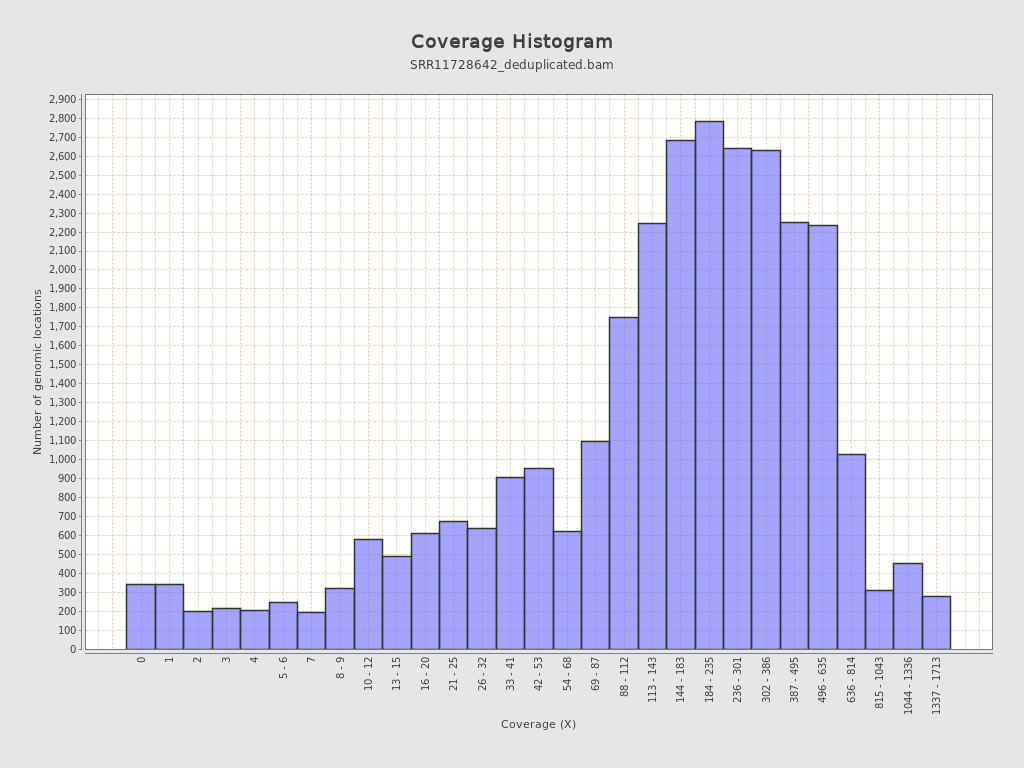 Coverage Histogram
SRR11728642_deduplicated.bam
Number of genomic locations
2,900
2,800
2,700
2,600
2,500
2,400
2,300
2,200
2,100
2,000
1,900
1,800
1,700
1,600
1,500
1,400
1,300
1,200
1,100
1,000
900
800
700
600
500
400
300
200
100
0
0
1
2
3
4
5 - 6
7
8 - 9
10 - 12
13 - 15
16 - 20
21 - 25
26 - 32
33 - 41
42 - 53
54 - 68
69 - 87
88 - 112
113 - 143
144 - 183
184 - 235
236 - 301
302 - 386
387 - 495
496 - 635
636 - 814
815 - 1043
1044 - 1336
1337 - 1713
Coverage (X)